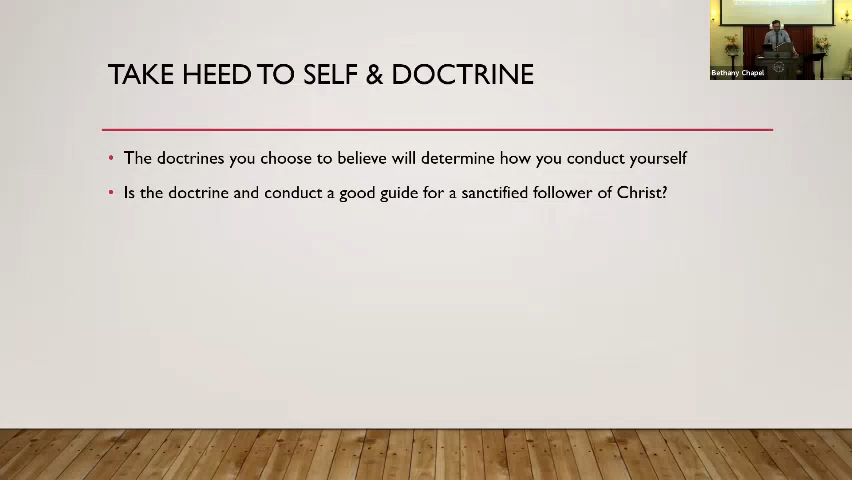 TAKE HEED TO SELF & DOCTRINE
• The doctrines you choose to believe will determine how you conduct yourself
• Is the doctrine and conduct a good guide for a sanctified follower of Christ?
Bethany Chapel